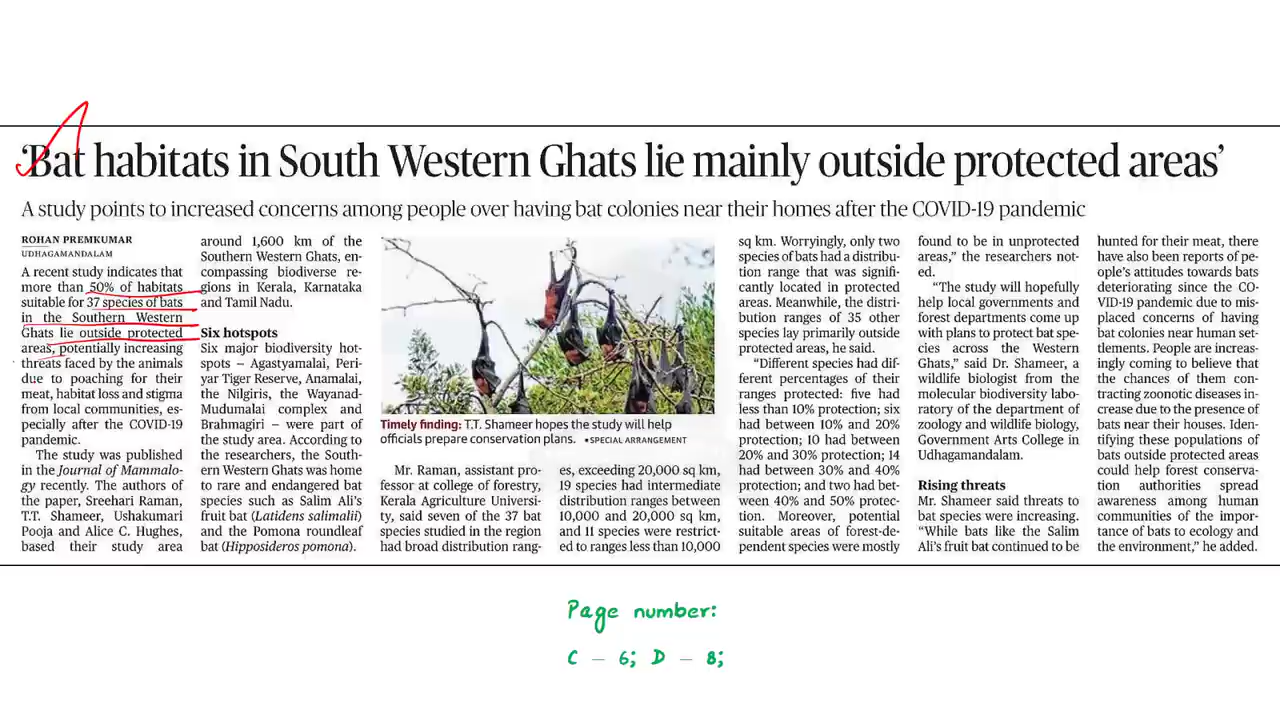 ‘Bat habitats in South Western Ghats lie mainly outside protected areas’
A study points to increased concerns among people over having bat colonies near their homes after the COVID-19 pandemic
ROHAN PREMKUMAR
UDHAGAMANDALAM
A recent study indicates that
more than 50% of habitats
suitable for 37 species of bats
in the Southern Western
Ghats lie outside protected
areas, potentially increasing
threats faced by the animals
due to poaching for their
meat, habitat loss and stigma
from local communities, es-
pecially after the COVID-19
pandemic.
The study was published
in the Journal of Mammalo-
gy recently. The authors of
the paper, Sreehari Raman,
T.T. Shameer, Ushakumari
Pooja and Alice C. Hughes,
based their study area
around 1,600 km of the
Southern Western Ghats, en-
compassing biodiverse re-
gions in Kerala, Karnataka
and Tamil Nadu.
Six hotspots
Six major biodiversity hot-
spots – Agastyamalai, Peri-
yar Tiger Reserve, Anamalai,
the Nilgiris, the Wayanad-
Mudumalai complex and
Brahmagiri – were part of
the study area. According to
the researchers, the South-
ern Western Ghats was home
to rare and endangered bat
species such as Salim Ali’s
fruit bat (Latidens salimalii)
and the Pomona roundleaf
bat (Hipposideros pomona).
Timely finding: T.T. Shameer hopes the study will help
officials prepare conservation plans. •SPECIAL ARRANGEMENT
Mr. Raman, assistant pro-
fessor at college of forestry,
Kerala Agriculture Universi-
ty, said seven of the 37 bat
species studied in the region
had broad distribution rang-
es, exceeding 20,000 sq km,
19 species had intermediate
distribution ranges between
10,000 and 20,000 sq km,
and 11 species were restrict-
ed to ranges less than 10,000
sq km. Worryingly, only two
species of bats had a distribu-
tion range that was signifi-
cantly located in protected
areas. Meanwhile, the distri-
bution ranges of 35 other
species lay primarily outside
protected areas, he said.
“Different species had dif-
ferent percentages of their
ranges protected: five had
less than 10% protection; six
had between 10% and 20%
protection; 10 had between
20% and 30% protection; 14
had between 30% and 40%
protection; and two had bet-
ween 40% and 50% protec-
tion. Moreover, potential
suitable areas of forest-de-
pendent species were mostly
found to be in unprotected
areas,” the researchers not-
ed.
“The study will hopefully
help local governments and
forest departments come up
with plans to protect bat spe-
cies across the Western
Ghats,” said Dr. Shameer, a
wildlife biologist from the
molecular biodiversity labo-
ratory of the department of
zoology and wildlife biology,
Government Arts College in
Udhagamandalam.
Rising threats
Mr. Shameer said threats to
bat species were increasing.
“While bats like the Salim
Ali’s fruit bat continued to be
hunted for their meat, there
have also been reports of pe-
ople’s attitudes towards bats
deteriorating since the CO-
VID-19 pandemic due to mis-
placed concerns of having
bat colonies near human set-
tlements. People are increas-
ingly coming to believe that
the chances of them con-
tracting zoonotic diseases in-
crease due to the presence of
bats near their houses. Iden-
tifying these populations of
bats outside protected areas
could help forest conserva-
tion authorities spread
awareness among human
communities of the impor-
tance of bats to ecology and
the environment,” he added.
Page number:
C – 6; D – 8;